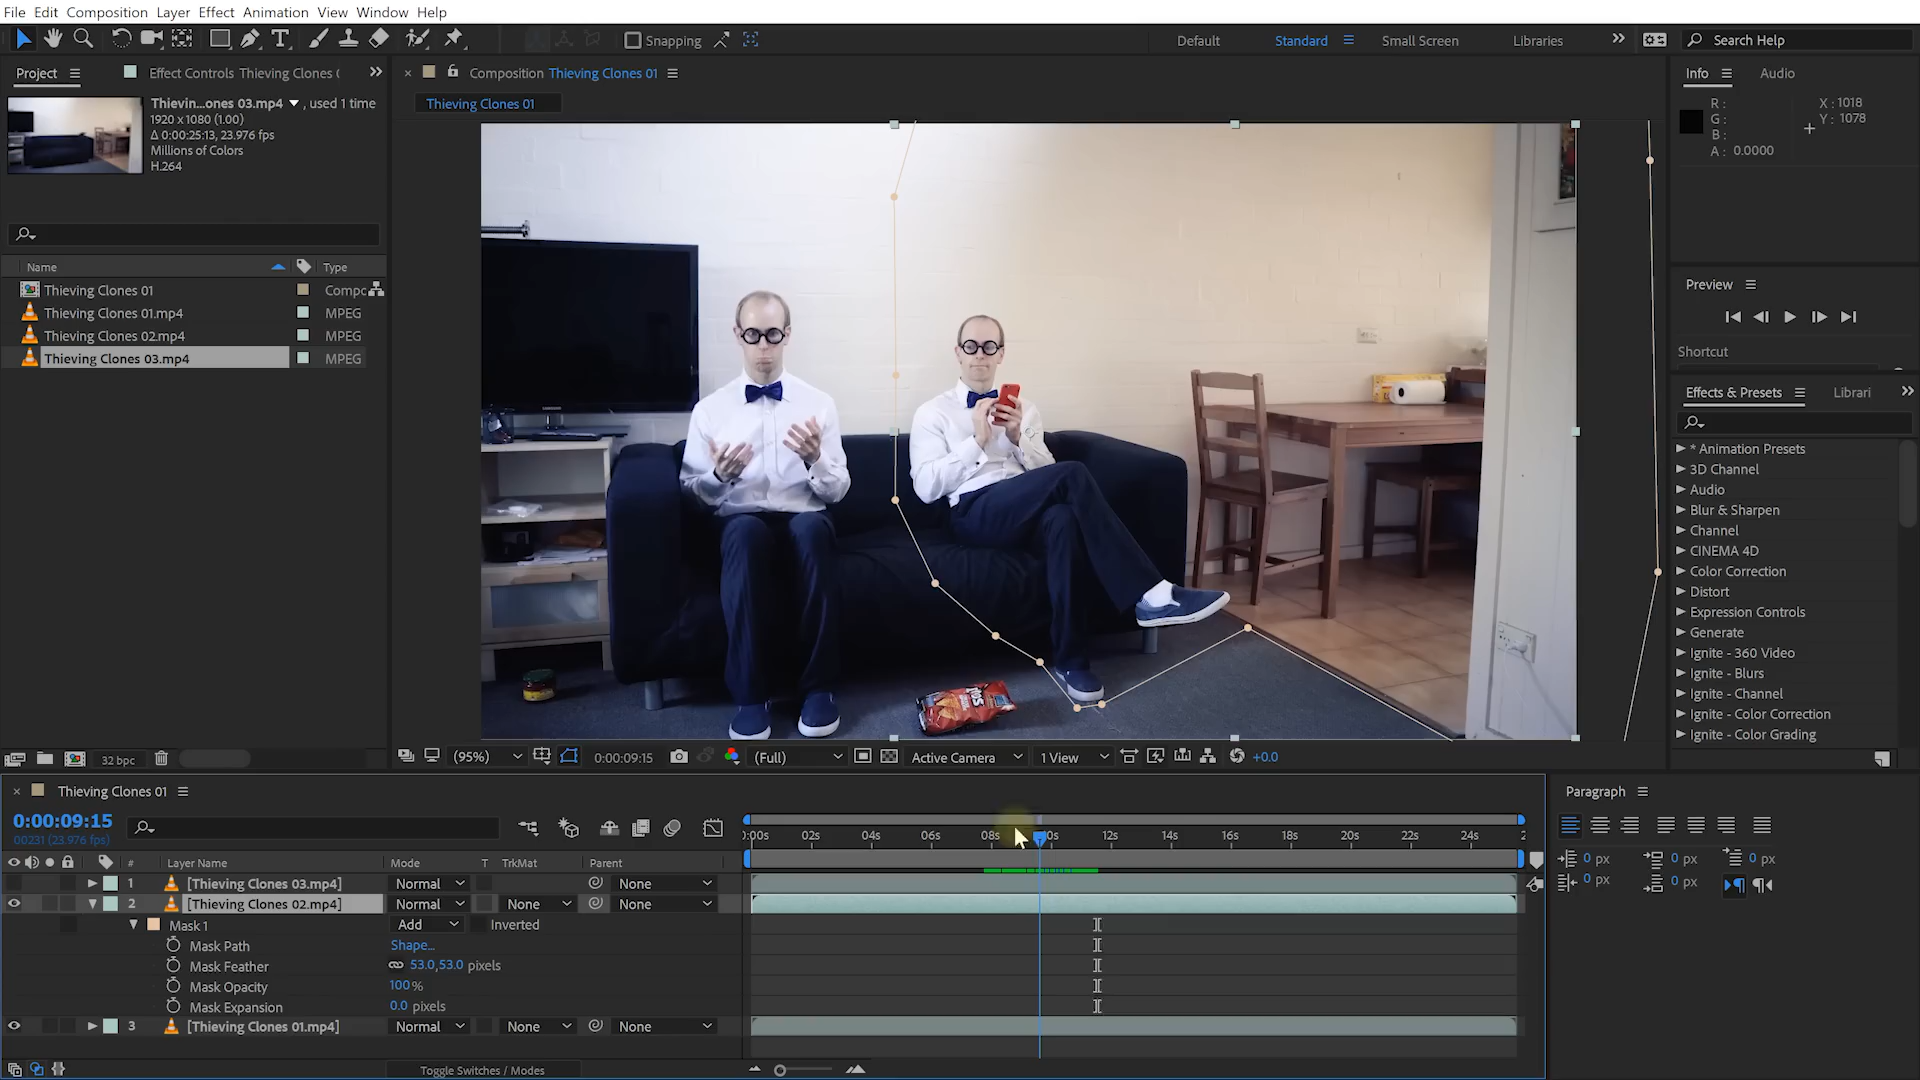 File Edit Composition Layer Effect Animation View Window Help
Snapping
Default Standard Small Screen Libraries
Search Help
Project Effect Controls Thieving Clones
Composition Thieving Clones 01
Info Audio
Thievin...ones 03.mp4 , used 1 time
1920 x 1080 (1.00)
Δ 0:00:25:13, 23.976 fps
Millions of Colors
H.264
Thieving Clones 01
R :
G :
B :
A : 0.0000
X : 1018
Y : 1078
Name Type
Thieving Clones 01 Compc
Thieving Clones 01.mp4 MPEG
Thieving Clones 02.mp4 MPEG
Thieving Clones 03.mp4 MPEG
Preview
Shortcut
Effects & Presets Librari
* Animation Presets
3D Channel
Audio
Blur & Sharpen
Channel
CINEMA 4D
Color Correction
Distort
Expression Controls
Generate
Ignite - 360 Video
Ignite - Blurs
Ignite - Channel
Ignite - Color Correction
Ignite - Color Grading
32 bpc
(95%) 0:00:09:15 (Full) Active Camera 1 View +0.0
Thieving Clones 01
0:00:09:15
00231 (23.976 fps)
):00s 02s 04s 06s 08s 0s 12s 14s 16s 18s 20s 22s 24s 2
# Layer Name Mode T TrkMat Parent
1 [Thieving Clones 03.mp4] Normal None
2 [Thieving Clones 02.mp4] Normal None None
Mask 1 Add Inverted
Mask Path Shape...
Mask Feather 53.0,53.0 pixels
Mask Opacity 100 %
Mask Expansion 0.0 pixels
3 [Thieving Clones 01.mp4] Normal None None
Toggle Switches / Modes
Paragraph
0 px 0 px 0 px
0 px 0 px